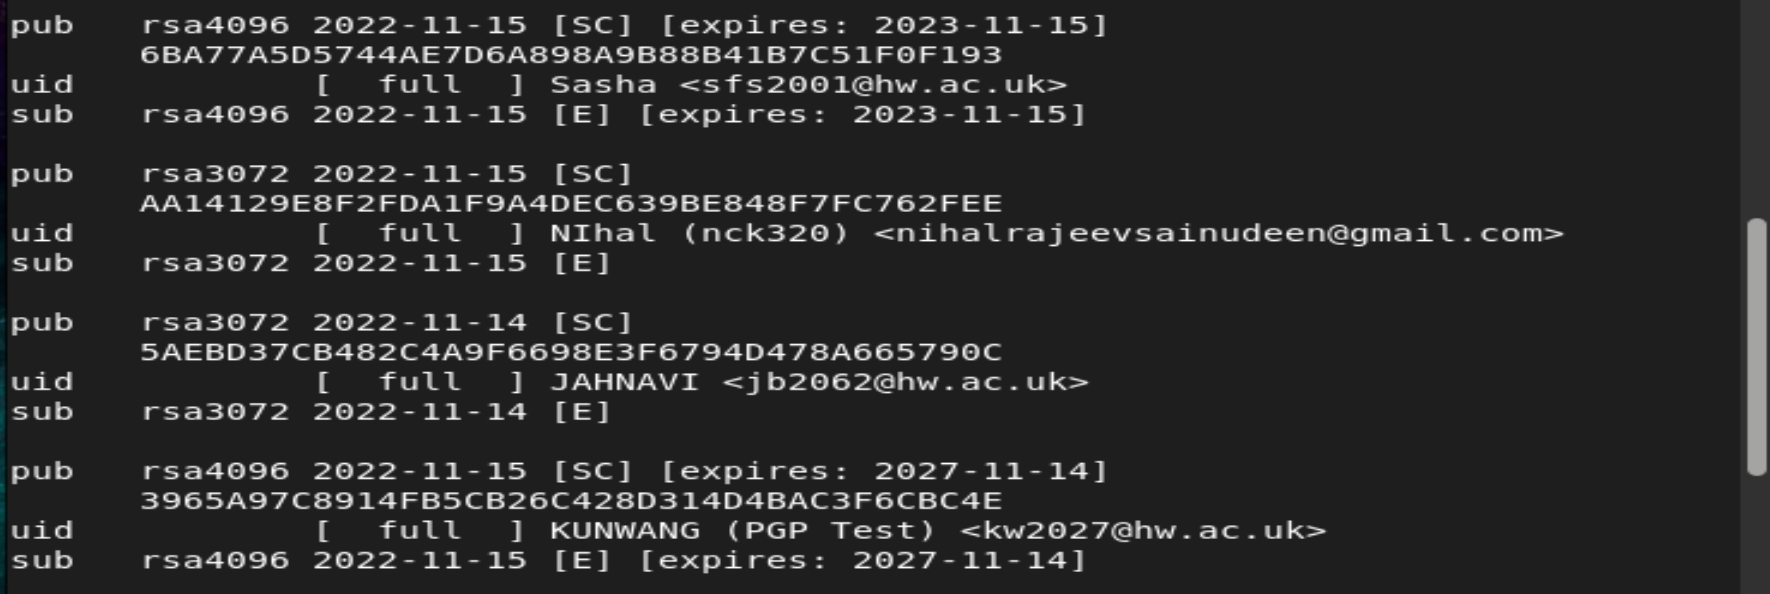 pub   rsa4096 2022-11-15 [SC] [expires: 2023-11-15]
      6BA77A5D5744AE7D6A898A9B88B41B7C51F0F193
uid           [  full  ] Sasha <sfs2001@hw.ac.uk>
sub   rsa4096 2022-11-15 [E] [expires: 2023-11-15]

pub   rsa3072 2022-11-15 [SC]
      AA14129E8F2FDA1F9A4DEC639BE848F7FC762FEE
uid           [  full  ] NIhal (nck320) <nihalrajeevsainudeen@gmail.com>
sub   rsa3072 2022-11-15 [E]

pub   rsa3072 2022-11-14 [SC]
      5AEBD37CB482C4A9F6698E3F6794D478A665790C
uid           [  full  ] JAHNAVI <jb2062@hw.ac.uk>
sub   rsa3072 2022-11-14 [E]

pub   rsa4096 2022-11-15 [SC] [expires: 2027-11-14]
      3965A97C8914FB5CB26C428D314D4BAC3F6CBC4E
uid           [  full  ] KUNWANG (PGP Test) <kw2027@hw.ac.uk>
sub   rsa4096 2022-11-15 [E] [expires: 2027-11-14]